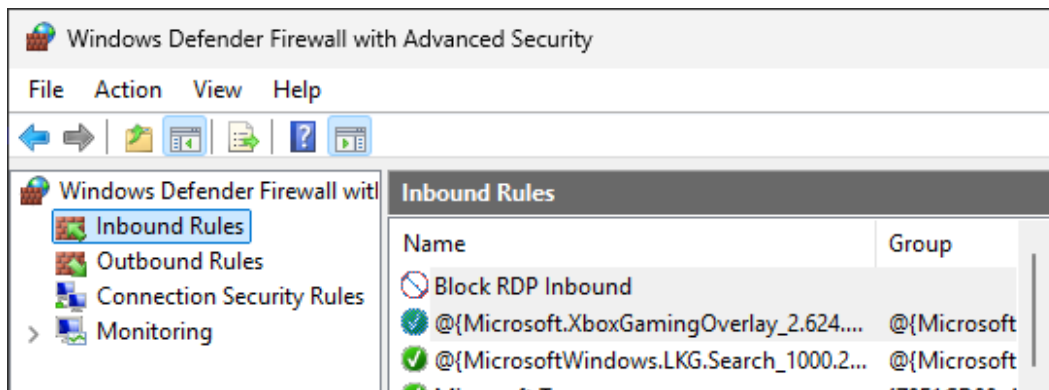 Windows Defender Firewall with Advanced Security
File Action View Help
Windows Defender Firewall witl
Inbound Rules
Outbound Rules
Connection Security Rules
Monitoring
Inbound Rules
Name Group
Block RDP Inbound
@{Microsoft.XboxGamingOverlay_2.624.... @{Microsoft
@{MicrosoftWindows.LKG.Search_1000.2... @{Microsoft